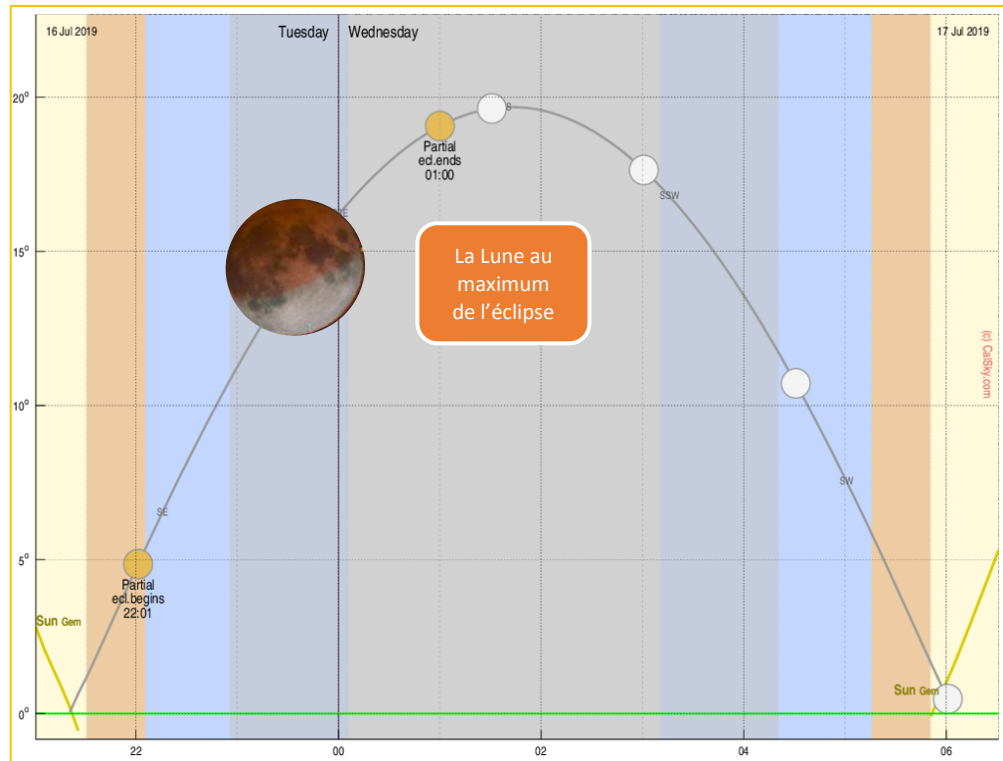 16 Jul 2019
Tuesday
Wednesday
17 Jul 2019
20°
S
Partial
ecl.ends
01:00
SSW
15°
La Lune au
maximum
de l'éclipse
(c) CalSky.com
10°
SW
SE
5°
Partial
ecl.begins
22:01
Sun Gem
Sun Gem
0°
22
00
02
04
06